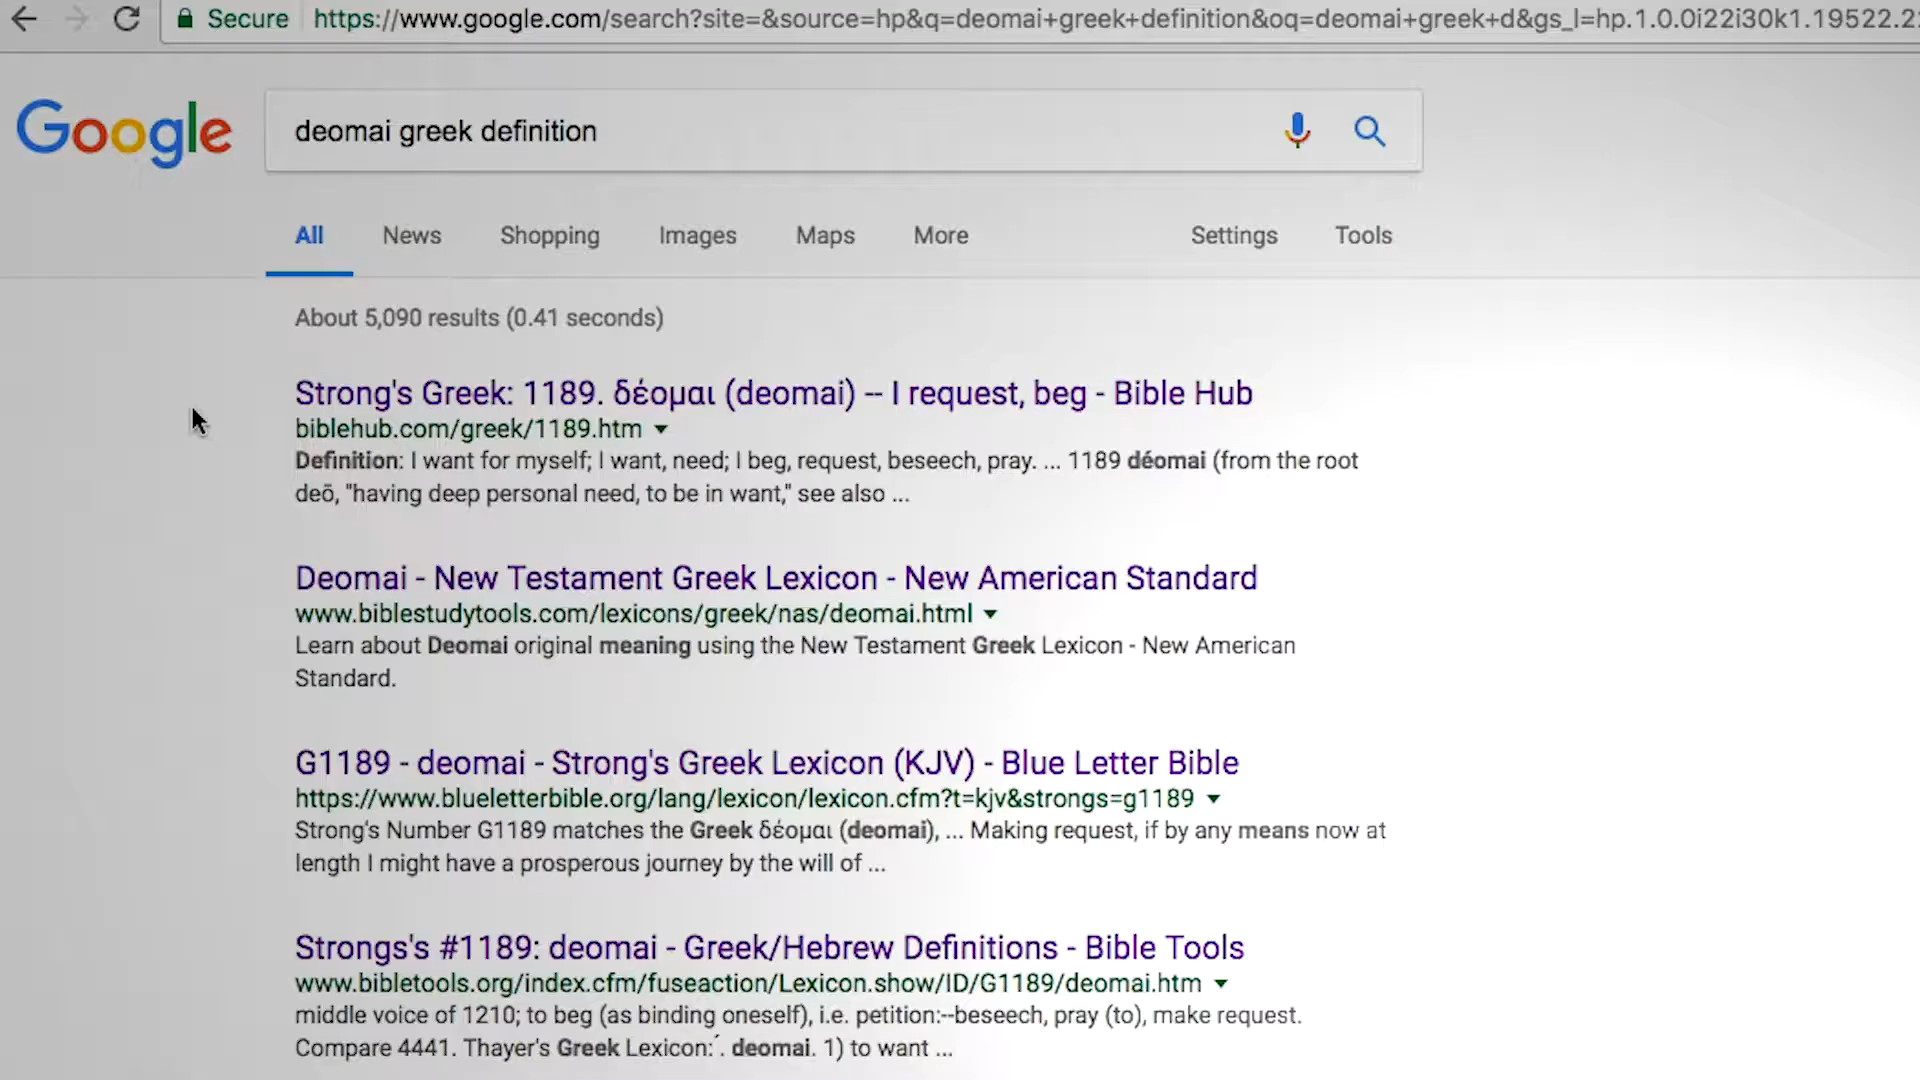 Secure https://www.google.com/search?site=&source=hp&q=deomai+greek+definition&oq=deomai+greek+d&gs_l=hp.1.0.0i22i30k1.19522.2
Google deomai greek definition
All News Shopping Images Maps More Settings Tools
About 5,090 results (0.41 seconds)
Strong's Greek: 1189. δέομαι (deomai) -- I request, beg - Bible Hub
biblehub.com/greek/1189.htm
Definition: I want for myself; I want, need; I beg, request, beseech, pray. ... 1189 déomai (from the root
deō, "having deep personal need, to be in want," see also ...
Deomai - New Testament Greek Lexicon - New American Standard
www.biblestudytools.com/lexicons/greek/nas/deomai.html
Learn about Deomai original meaning using the New Testament Greek Lexicon - New American
Standard.
G1189 - deomai - Strong's Greek Lexicon (KJV) - Blue Letter Bible
https://www.blueletterbible.org/lang/lexicon/lexicon.cfm?t=kjv&strongs=g1189
Strong's Number G1189 matches the Greek δέομαι (deomai), ... Making request, if by any means now at
length I might have a prosperous journey by the will of ...
Strongs's #1189: deomai - Greek/Hebrew Definitions - Bible Tools
www.bibletools.org/index.cfm/fuseaction/Lexicon.show/ID/G1189/deomai.htm
middle voice of 1210; to beg (as binding oneself), i.e. petition:--beseech, pray (to), make request.
Compare 4441. Thayer's Greek Lexicon:΄. deomai. 1) to want ...